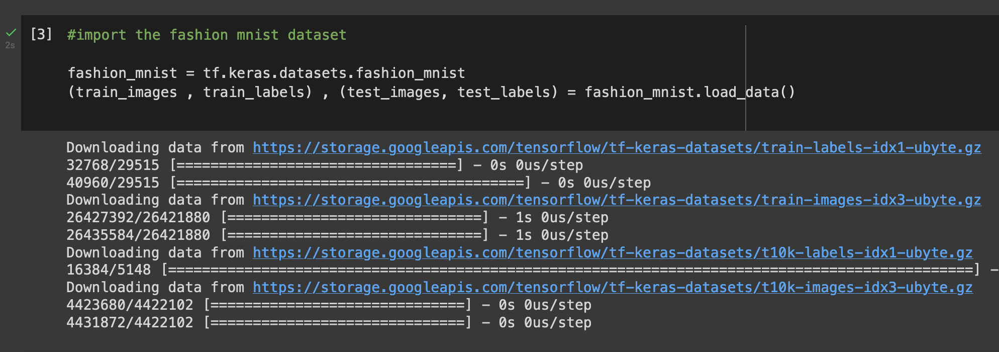 [3] #import the fashion mnist dataset
2s
fashion_mnist = tf.keras.datasets.fashion_mnist
(train_images , train_labels) , (test_images, test_labels) = fashion_mnist.load_data()
Downloading data from https://storage.googleapis.com/tensorflow/tf-keras-datasets/train-labels-idx1-ubyte.gz
32768/29515 [=================================] - 0s 0us/step
40960/29515 [=========================================] - 0s 0us/step
Downloading data from https://storage.googleapis.com/tensorflow/tf-keras-datasets/train-images-idx3-ubyte.gz
26427392/26421880 [==============================] - 1s 0us/step
26435584/26421880 [==============================] - 1s 0us/step
Downloading data from https://storage.googleapis.com/tensorflow/tf-keras-datasets/t10k-labels-idx1-ubyte.gz
16384/5148 [===============================================================================================] -
Downloading data from https://storage.googleapis.com/tensorflow/tf-keras-datasets/t10k-images-idx3-ubyte.gz
4423680/4422102 [==============================] - 0s 0us/step
4431872/4422102 [==============================] - 0s 0us/step